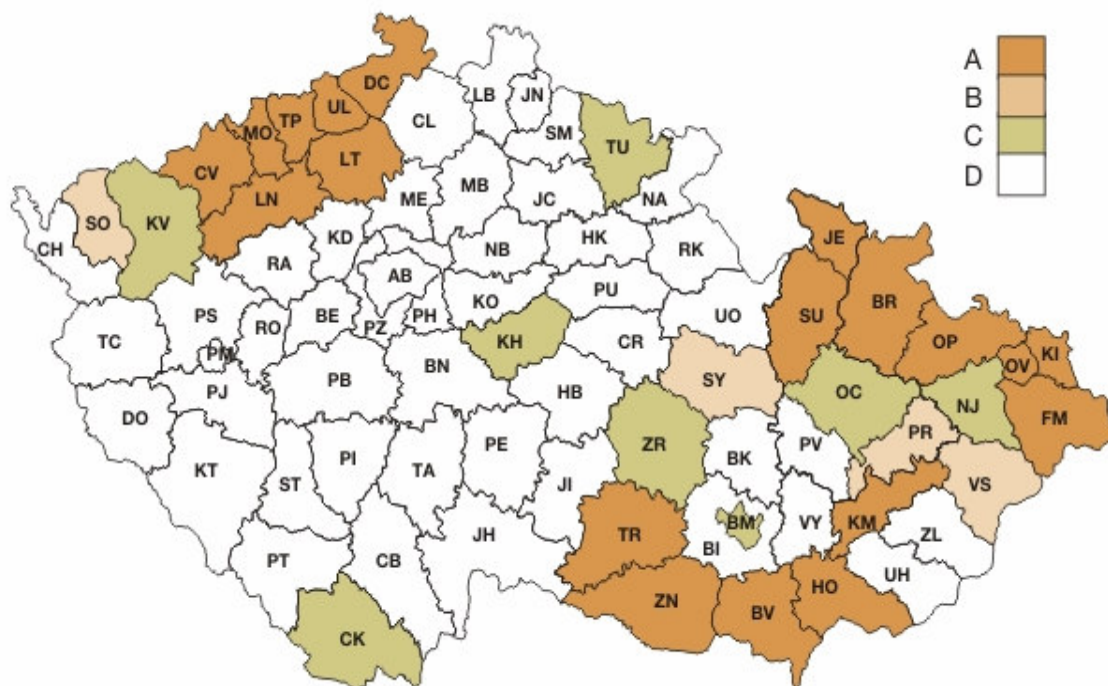 A
B
C
D
DC
UL
TP
MO
CV
LT
LN
SO
KV
CH
CL
LB
JN
SM
TU
ME
MB
JC
NA
KD
RA
NB
HK
RK
AB
KO
PU
PS
RO
BE
PZ
PH
TC
PM
KH
CR
UO
JE
BR
SU
OP
OV
KI
FM
NJ
OC
PR
VS
SY
PJ
PB
BN
HB
DO
KT
ST
PI
TA
PE
JI
ZR
BK
PV
BM
BI
VY
KM
ZL
TR
JH
PT
CB
CK
ZN
BV
HO
UH